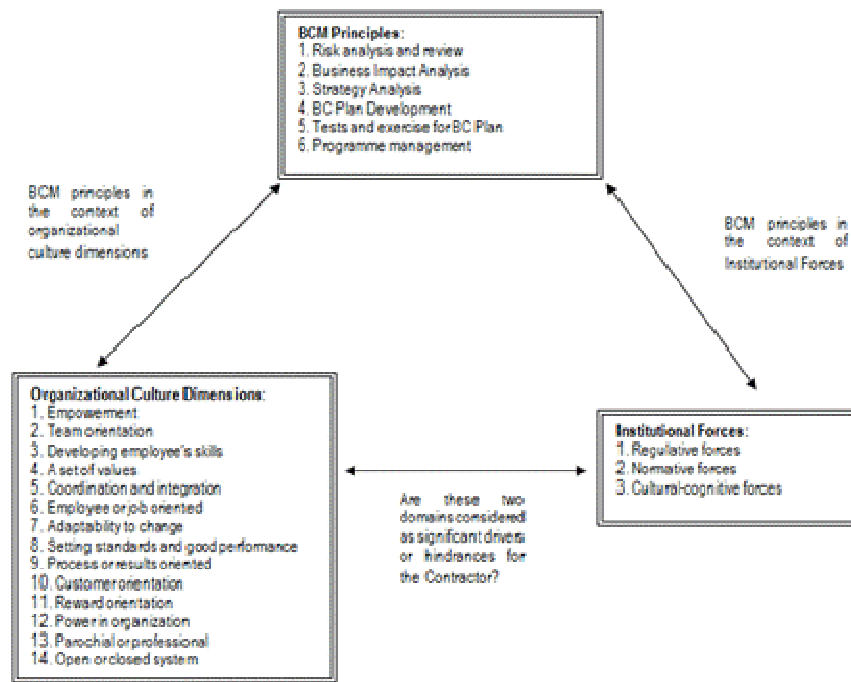 BCM Principles:
1. Risk analysis and review
2. Business Impact Analysis
3. Strategy Analysis
4. BC Plan Development
5. Tests and exercise for BC Plan
6. Programme management
BCM principles in
the context of
organizational
culture dimensions
BCM principles in
the context of
Institutional Forces
Organizational Culture Dimensions:
1. Empowerment
2. Team orientation
3. Developing employee's skills
4. A set off values
5. Coordination and integration
6. Employee or job oriented
7. Adaptability to change
8. Setting standards and good performance
9. Process or results oriented
10. Customer orientation
11. Reward orientation
12. Power in organization
13. Parochial or professional
14. Open or closed system
Institutional Forces:
1. Regulative forces
2. Normative forces
3. Cultural-cognitive forces
Are these two
domains considered
as significant drivers
or hindrances for
the Contractor?